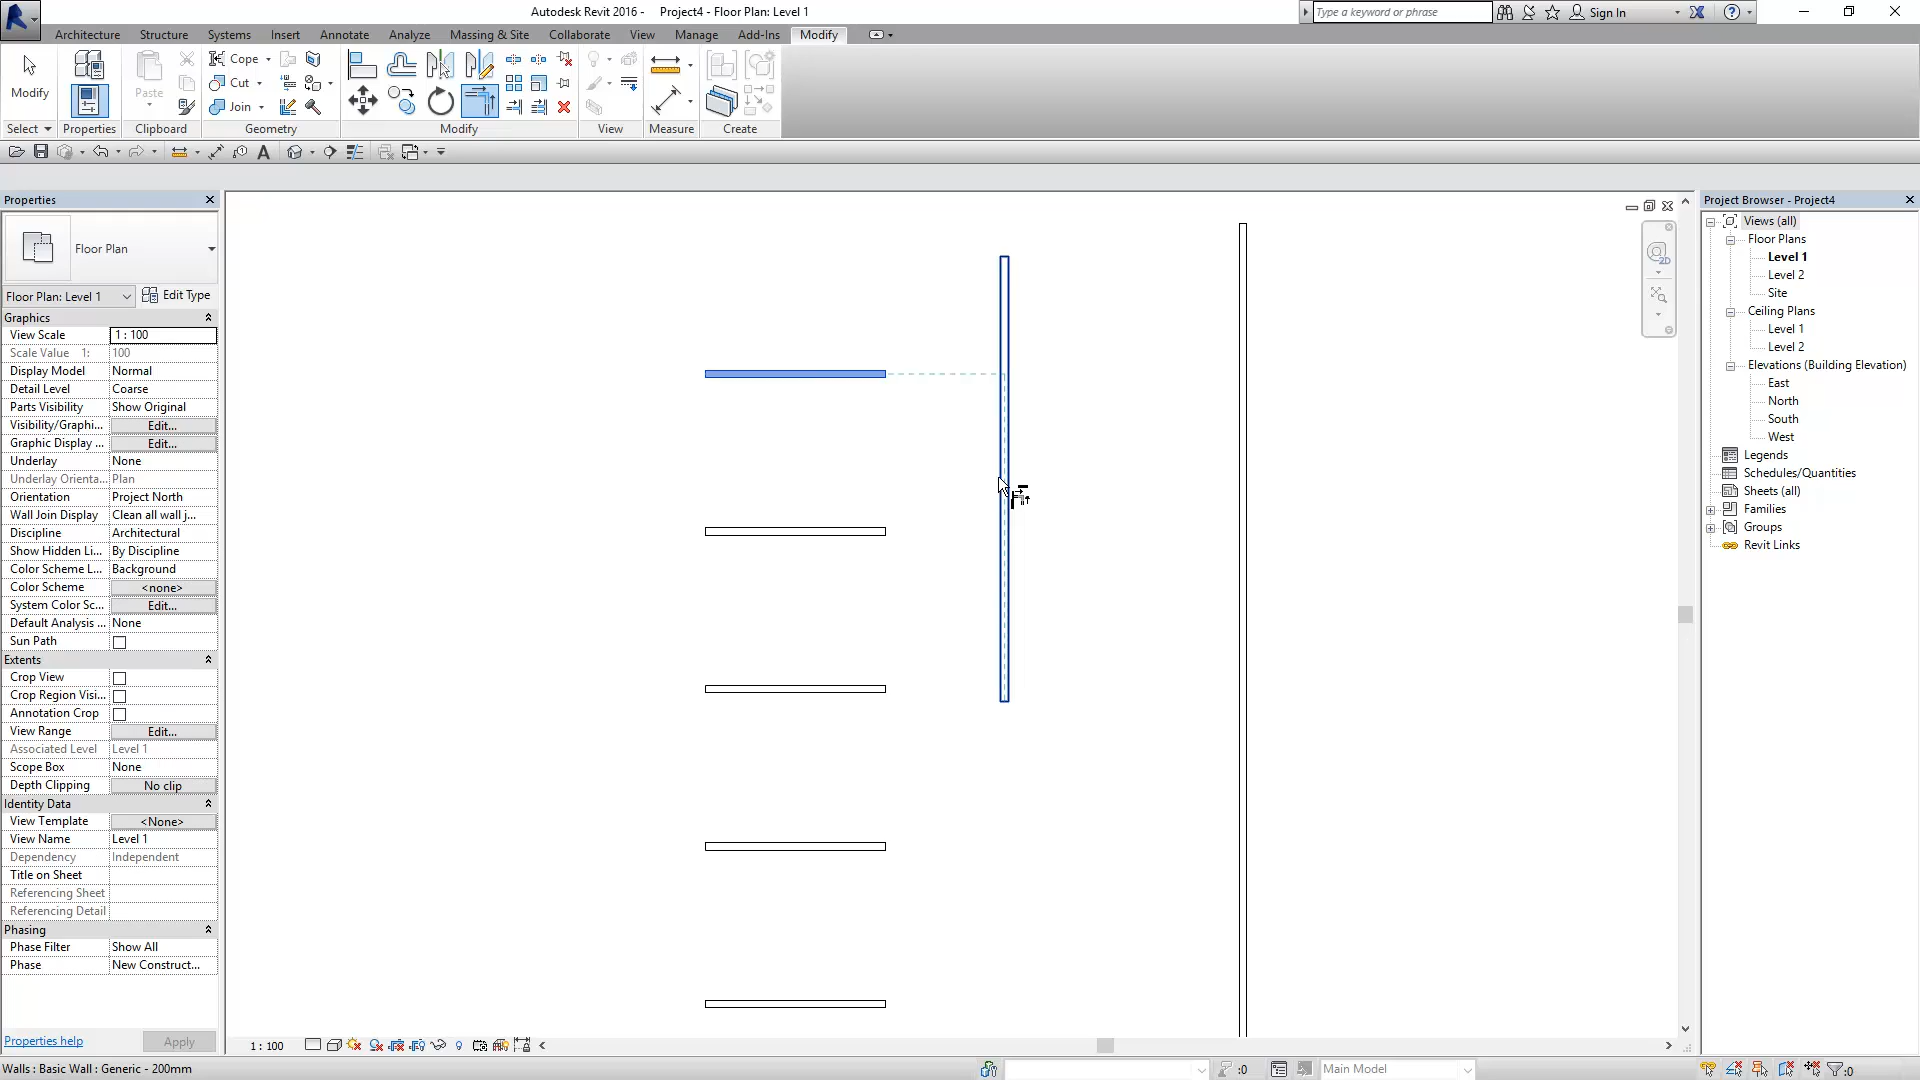 Autodesk Revit 2016 -     Project4 - Floor Plan: Level 1
Type a keyword or phrase
Sign In
Architecture
Structure
Systems
Insert
Annotate
Analyze
Massing & Site
Collaborate
View
Manage
Add-Ins
Modify
Modify
Paste
Cope
Cut
Join
Select
Properties
Clipboard
Geometry
Modify
View
Measure
Create
Properties
Floor Plan
Floor Plan: Level 1
Edit Type
Graphics
View Scale 1 : 100
Scale Value 1: 100
Display Model Normal
Detail Level Coarse
Parts Visibility Show Original
Visibility/Graphi... Edit...
Graphic Display ... Edit...
Underlay None
Underlay Orienta... Plan
Orientation Project North
Wall Join Display Clean all wall j...
Discipline Architectural
Show Hidden Li... By Discipline
Color Scheme L... Background
Color Scheme <none>
System Color Sc... Edit...
Default Analysis ... None
Sun Path
Extents
Crop View
Crop Region Visi...
Annotation Crop
View Range Edit...
Associated Level Level 1
Scope Box None
Depth Clipping No clip
Identity Data
View Template <None>
View Name Level 1
Dependency Independent
Title on Sheet
Referencing Sheet
Referencing Detail
Phasing
Phase Filter Show All
Phase New Construct...
Properties help
Apply
2D
Project Browser - Project4
Views (all)
Floor Plans
Level 1
Level 2
Site
Ceiling Plans
Level 1
Level 2
Elevations (Building Elevation)
East
North
South
West
Legends
Schedules/Quantities
Sheets (all)
Families
Groups
Revit Links
1 : 100
Walls : Basic Wall : Generic - 200mm
:0
Main Model
:0